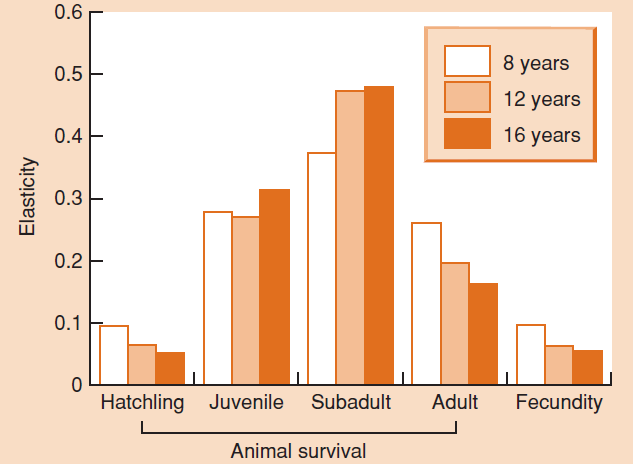 0.6
0.5
0.4
0.3
0.2
0.1
0
Elasticity
8 years
12 years
16 years
Hatchling Juvenile Subadult Adult Fecundity
Animal survival